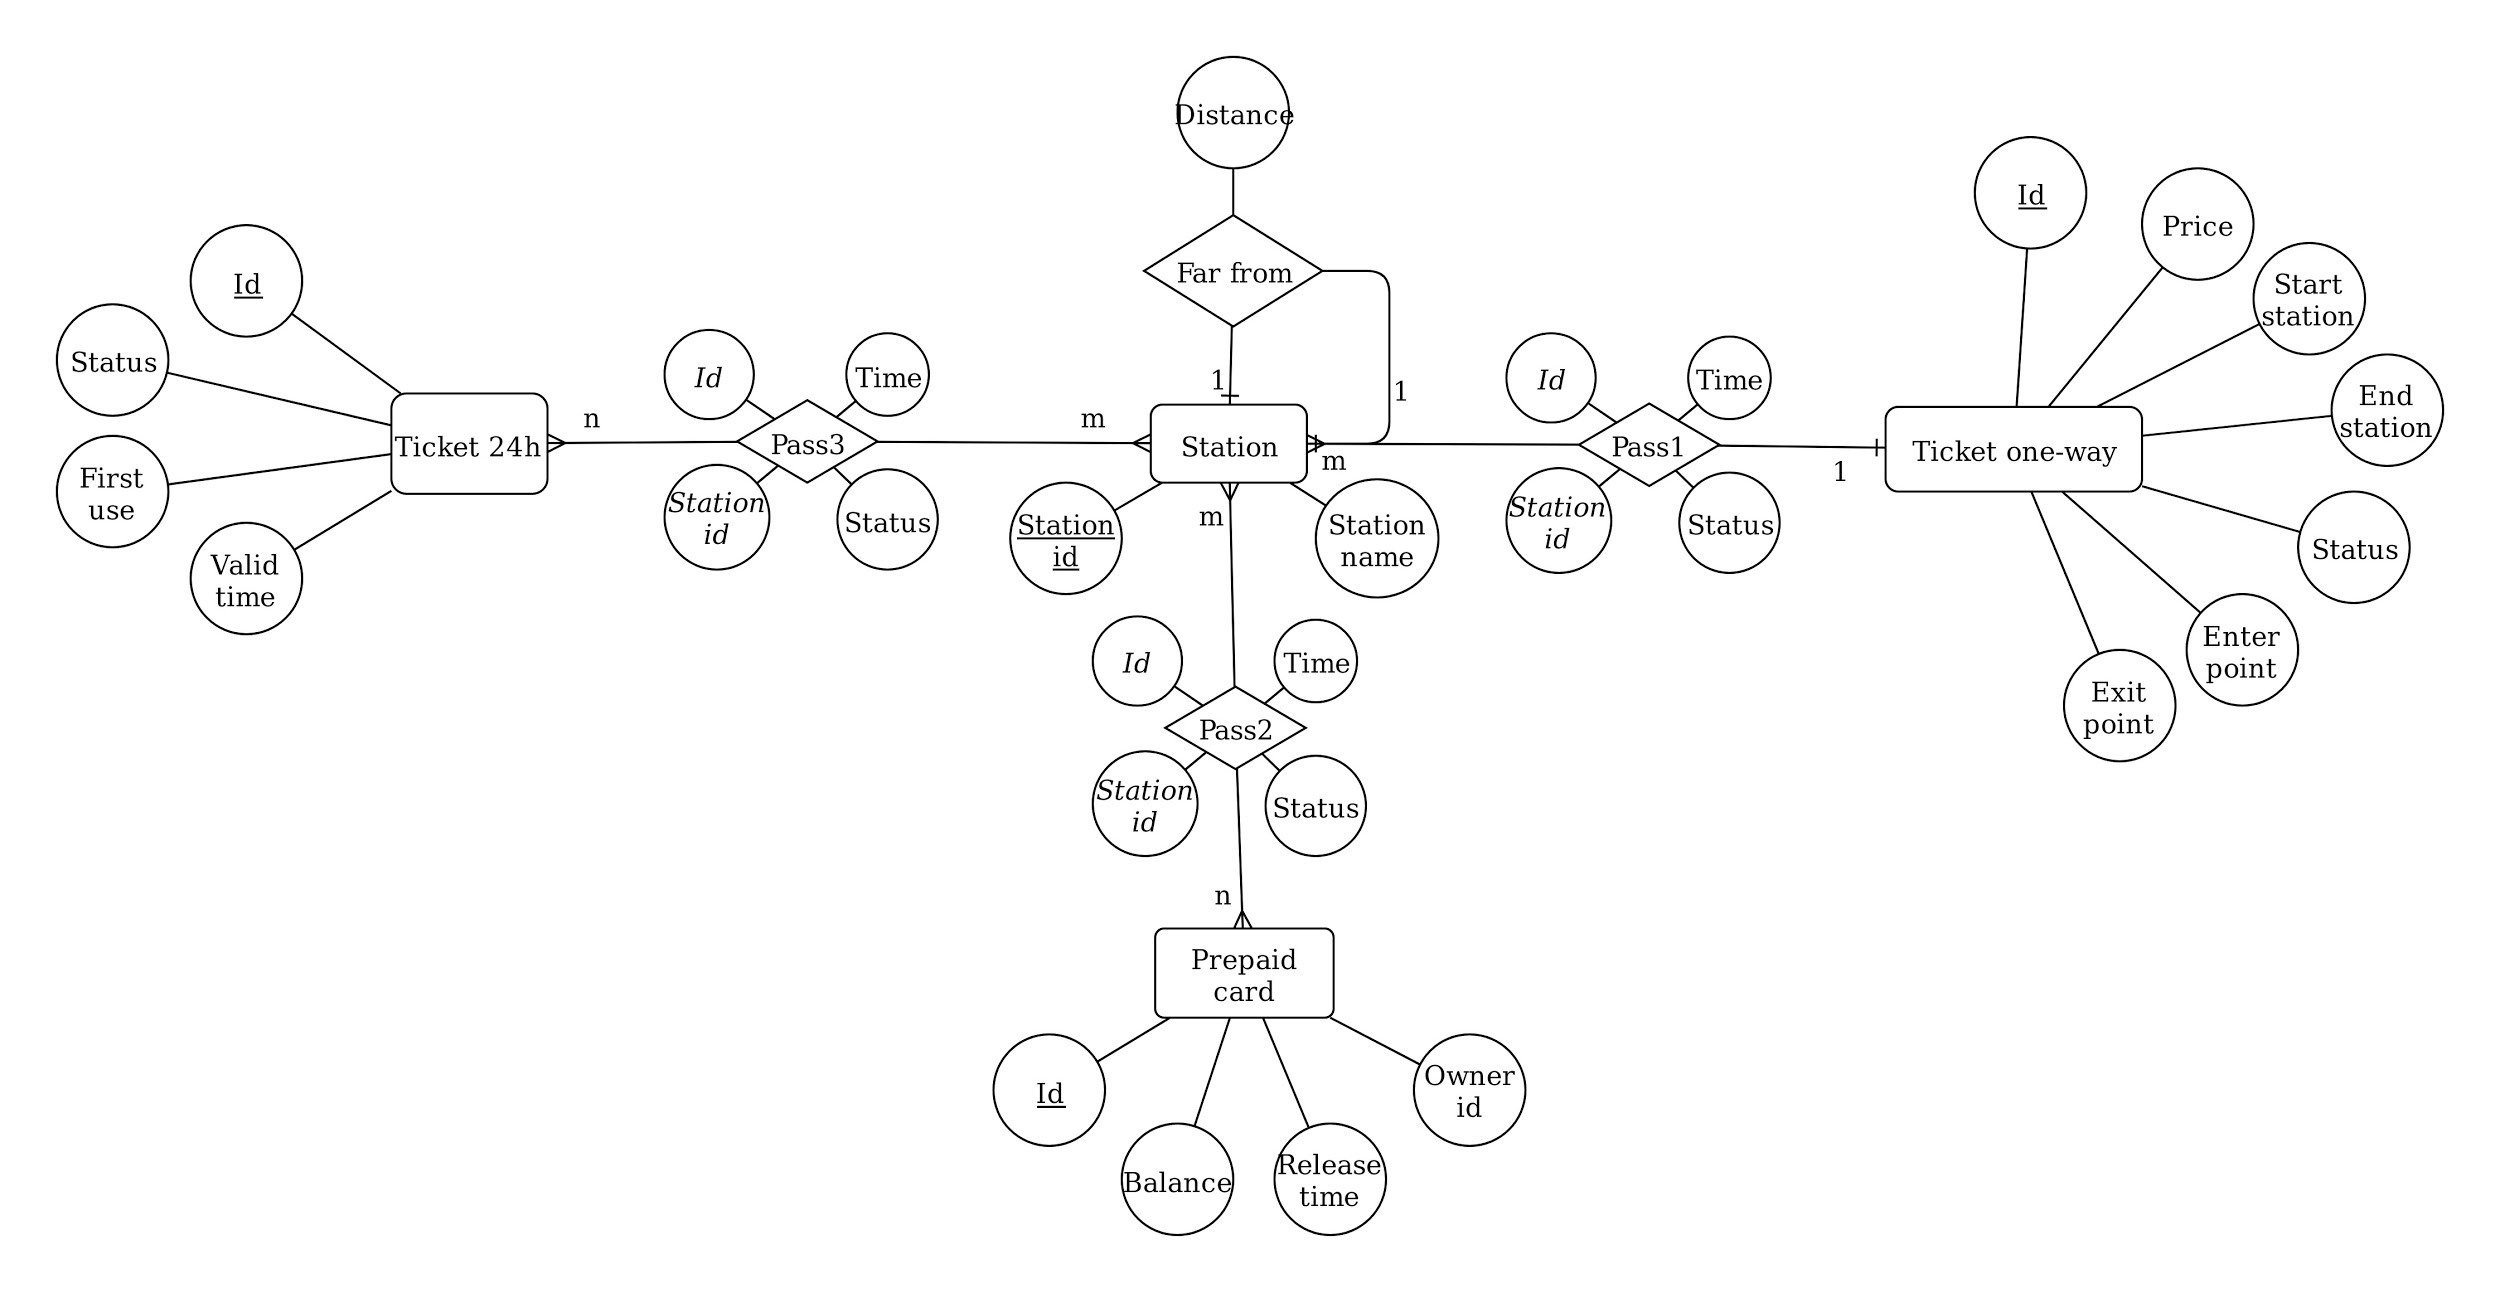 Distance
Far from
1
1
Id
Status
First
use
Valid
time
Ticket 24h
n
Id
Time
Pass3
Station
id
Status
m
Station
m
Station
id
Station
name
m
Id
Time
Pass1
Station
id
Status
1
Ticket one-way
Id
Price
Start
station
End
station
Status
Enter
point
Exit
point
Id
Time
Pass2
Station
id
Status
n
Prepaid
card
Id
Balance
Release
time
Owner
id